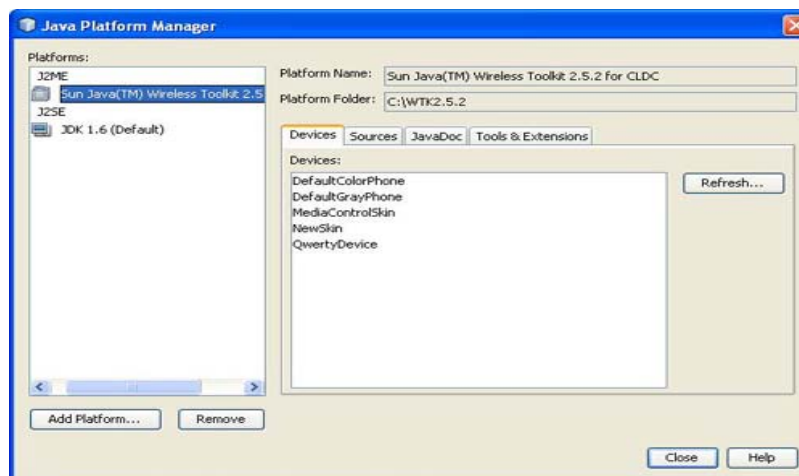 Java Platform Manager
Platforms:
J2ME
Sun Java(TM) Wireless Toolkit 2.5
J2SE
JDK 1.6 (Default)
Add Platform...
Remove
Platform Name: Sun Java(TM) Wireless Toolkit 2.5.2 for CLDC
Platform Folder: C:\WTK2.5.2
Devices Sources JavaDoc Tools & Extensions
Devices:
DefaultColorPhone
DefaultGrayPhone
MediaControlSkin
NewSkin
QwertyDevice
Refresh...
Close Help